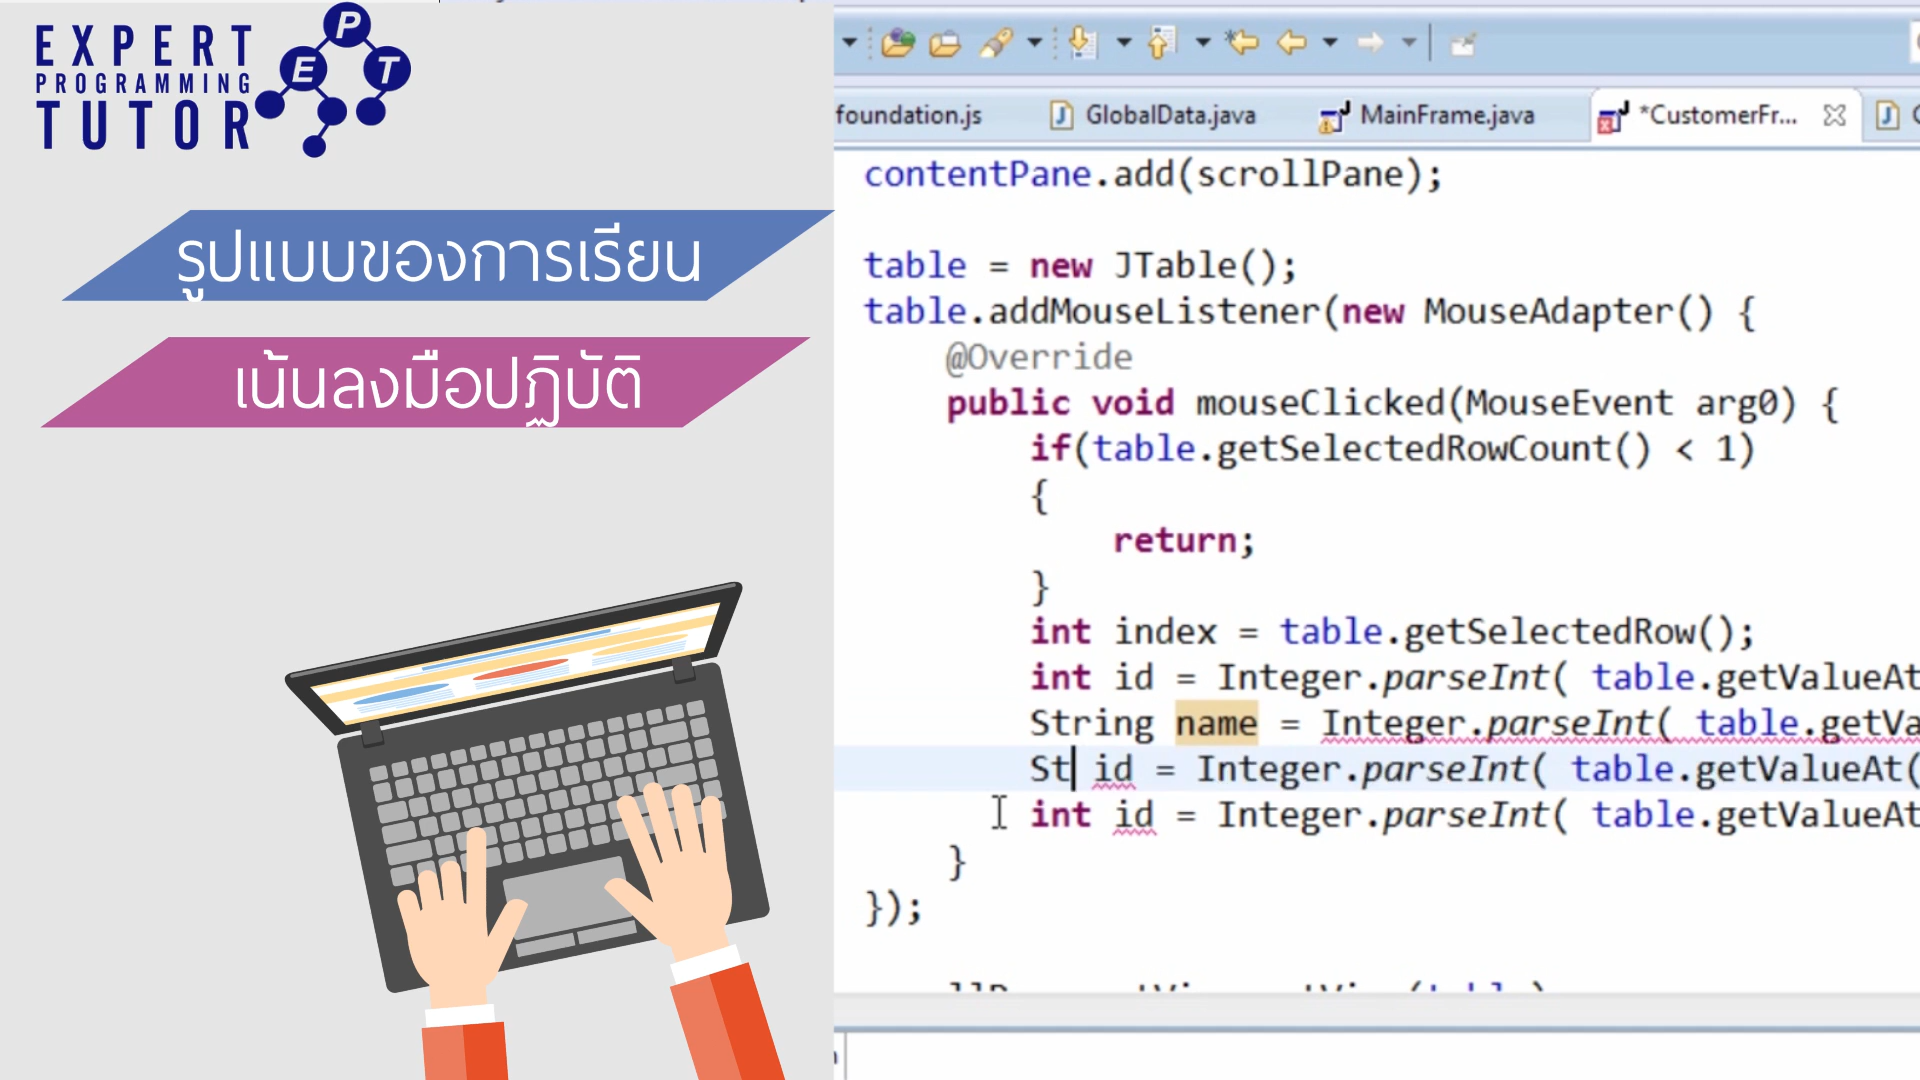 EXPERT
PROGRAMMING
TUTOR
E P T
รูปแบบของการเรียน
เน้นลงมือปฏิบัติ
foundation.js
GlobalData.java
MainFrame.java
*CustomerFr...
contentPane.add(scrollPane);
table = new JTable();
table.addMouseListener(new MouseAdapter() {
@Override
public void mouseClicked(MouseEvent arg0) {
if(table.getSelectedRowCount() < 1)
{
return;
}
int index = table.getSelectedRow();
int id = Integer.parseInt( table.getValueAt
String name = Integer.parseInt( table.getVa
St id = Integer.parseInt( table.getValueAt(
int id = Integer.parseInt( table.getValueAt
}
});